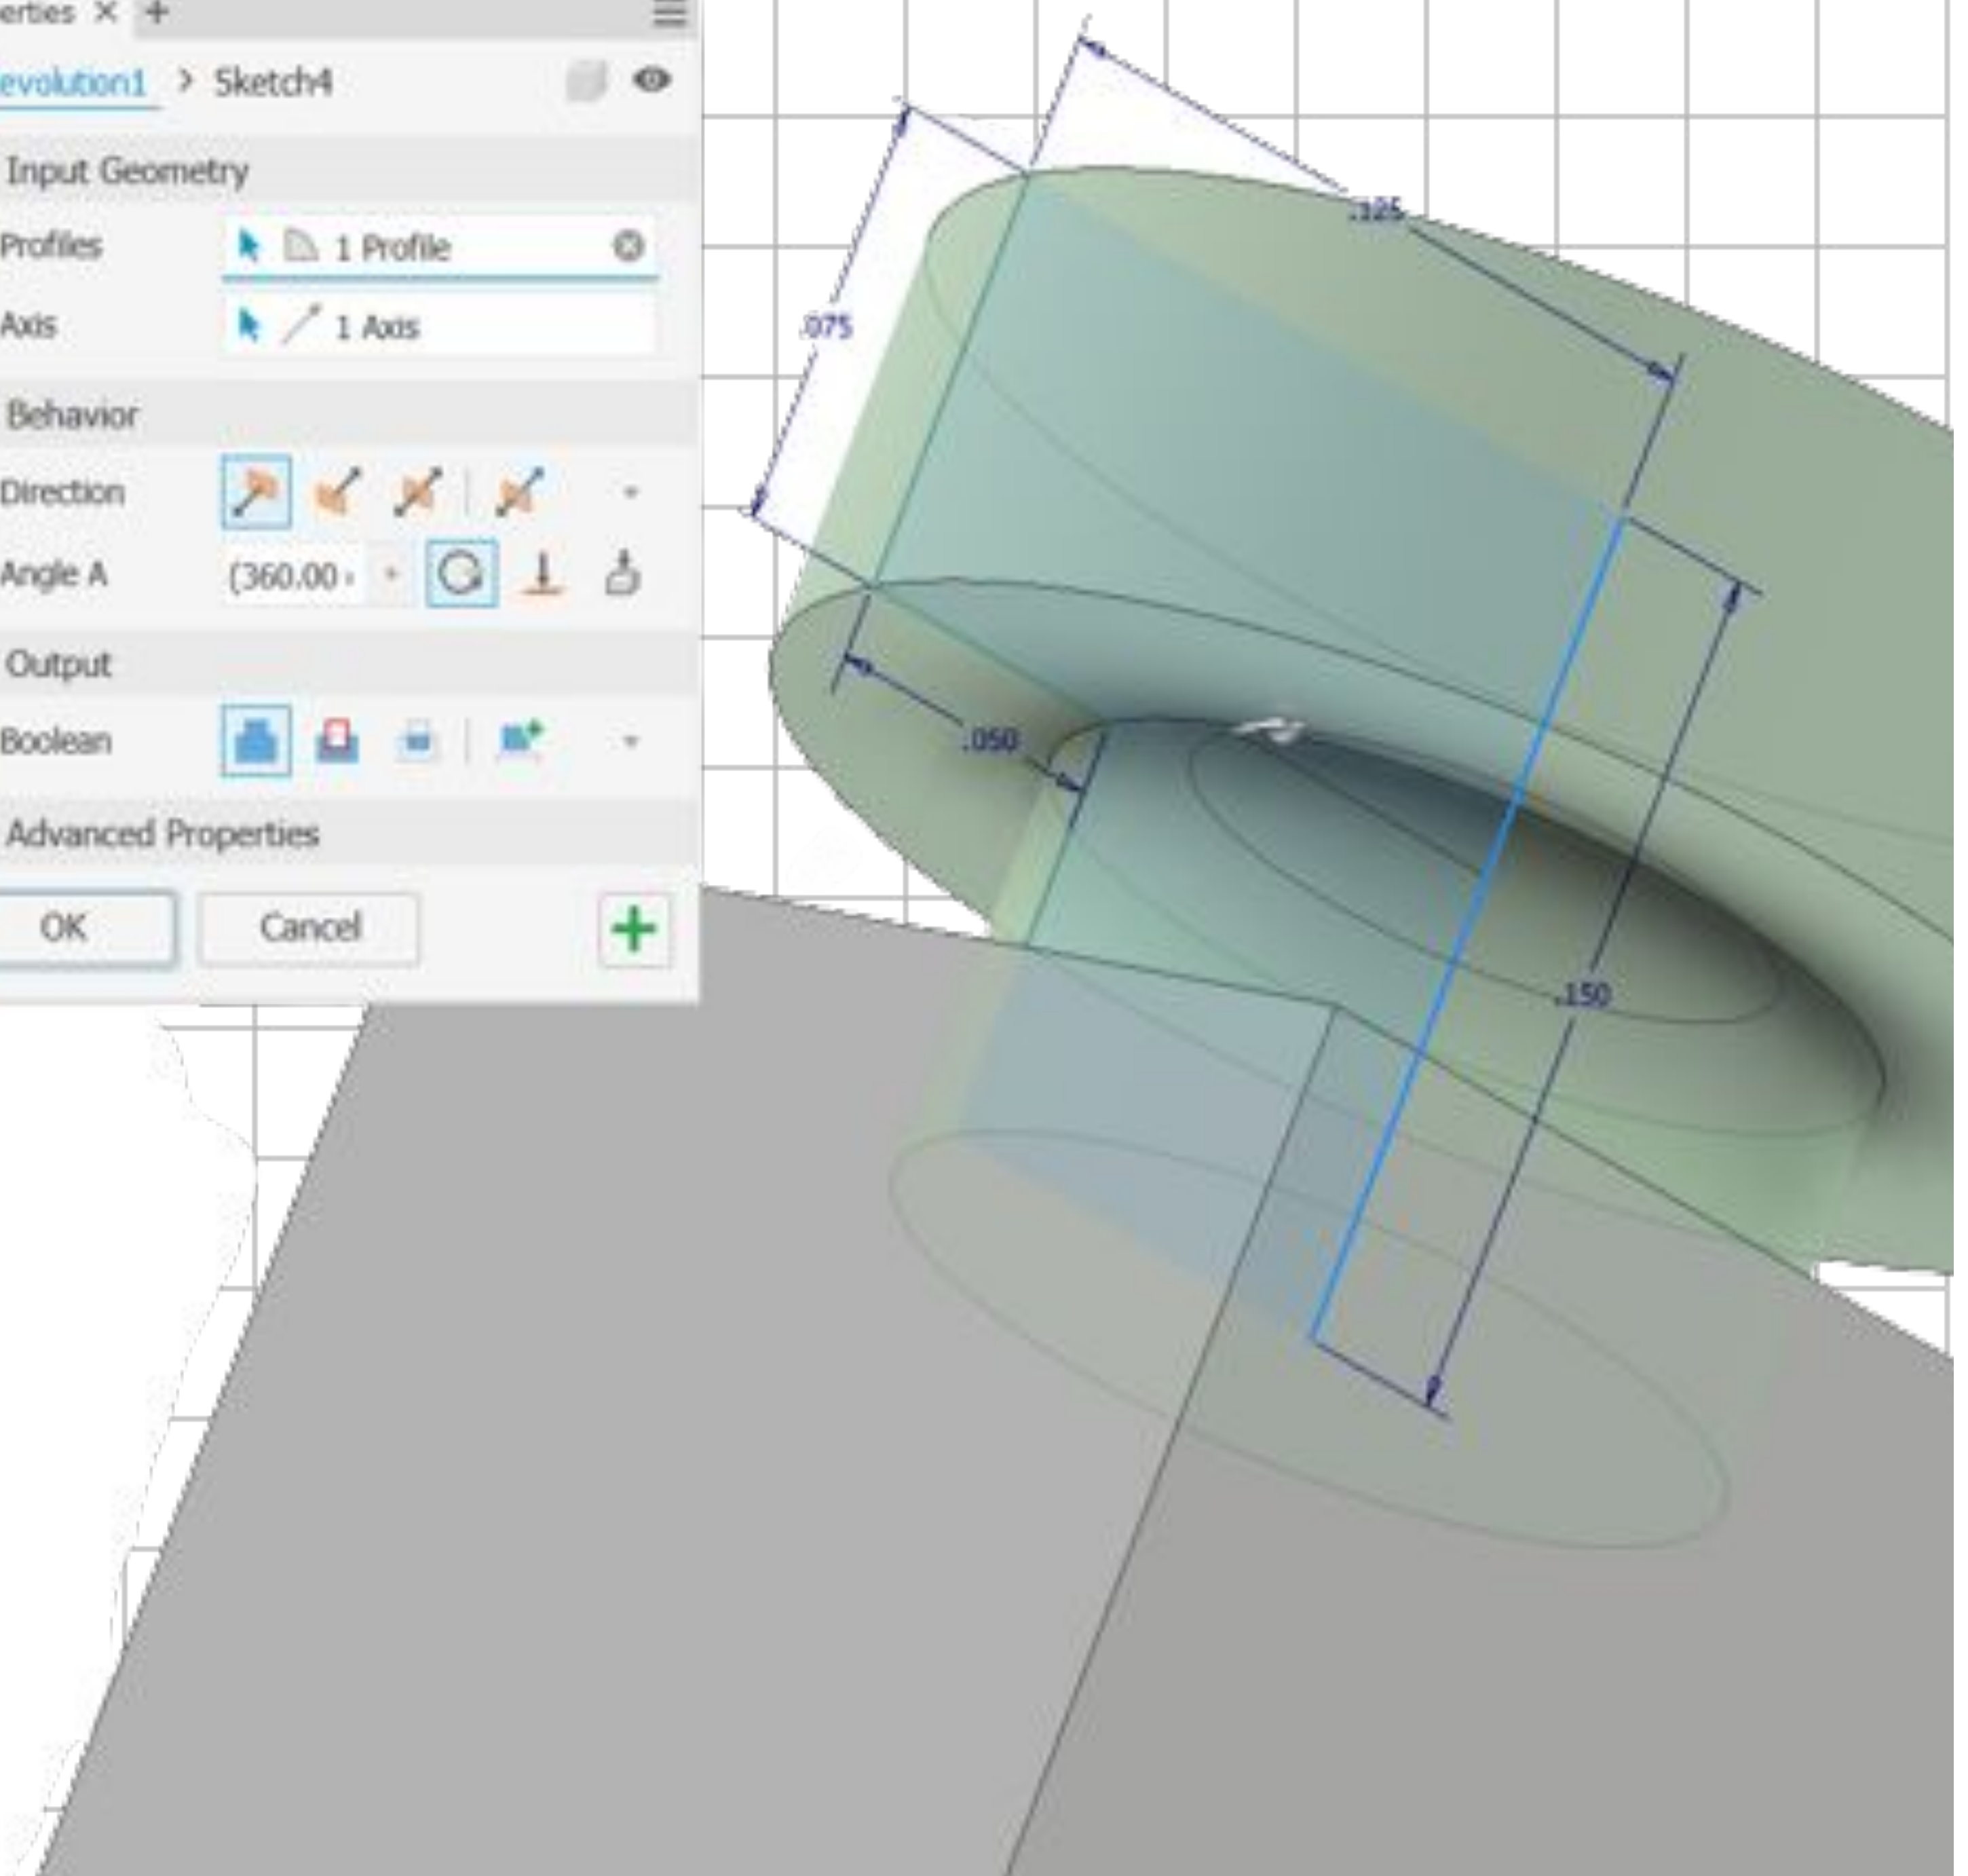 erties × +
evolution1 > Sketch4
Input Geometry
Profiles 1 Profile
Axis 1 Axis
Behavior
Direction
Angle A (360.00
Output
Boolean
Advanced Properties
OK Cancel
.125
.075
.050
.150